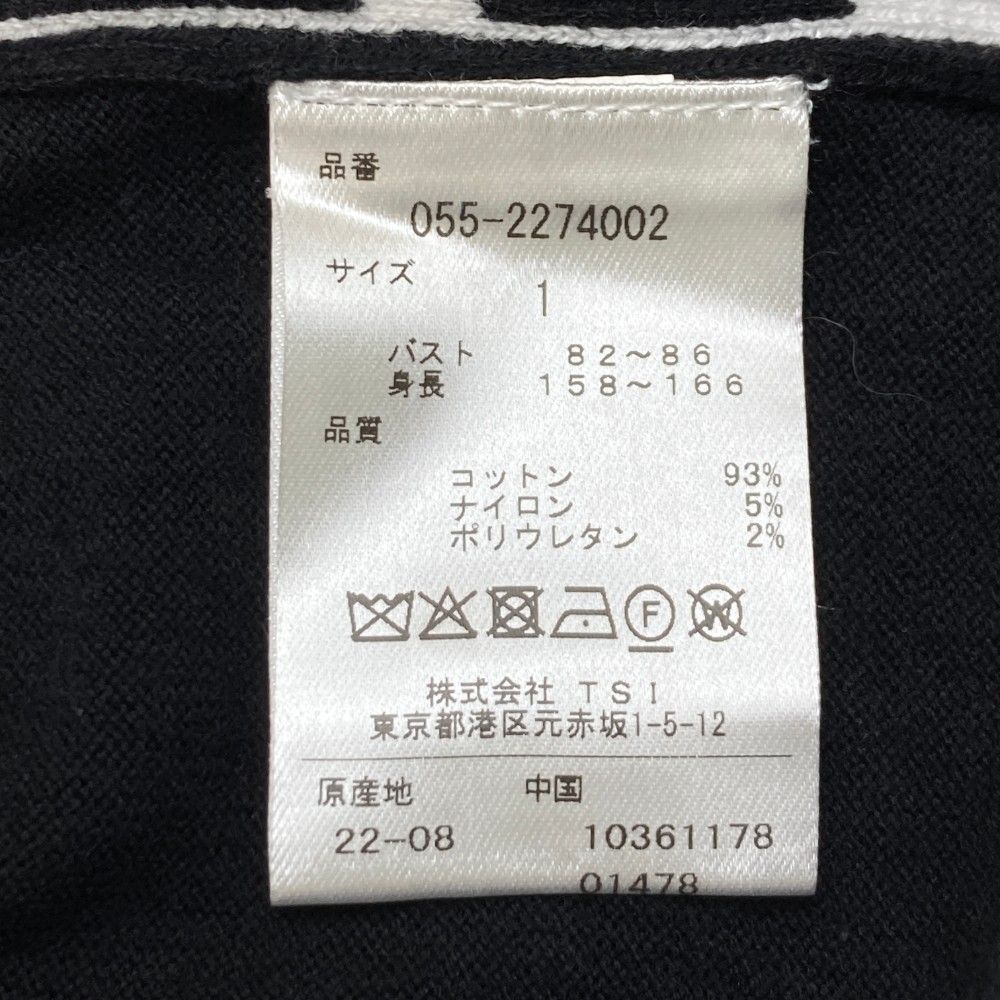 品番
055-2274002
サイズ
1
バスト 82～86
身長 158～166
品質
コットン 93%
ナイロン 5%
ポリウレタン 2%
F W
株式会社 TSI
東京都港区元赤坂1-5-12
原産地 中国
22-08 10361178
01478